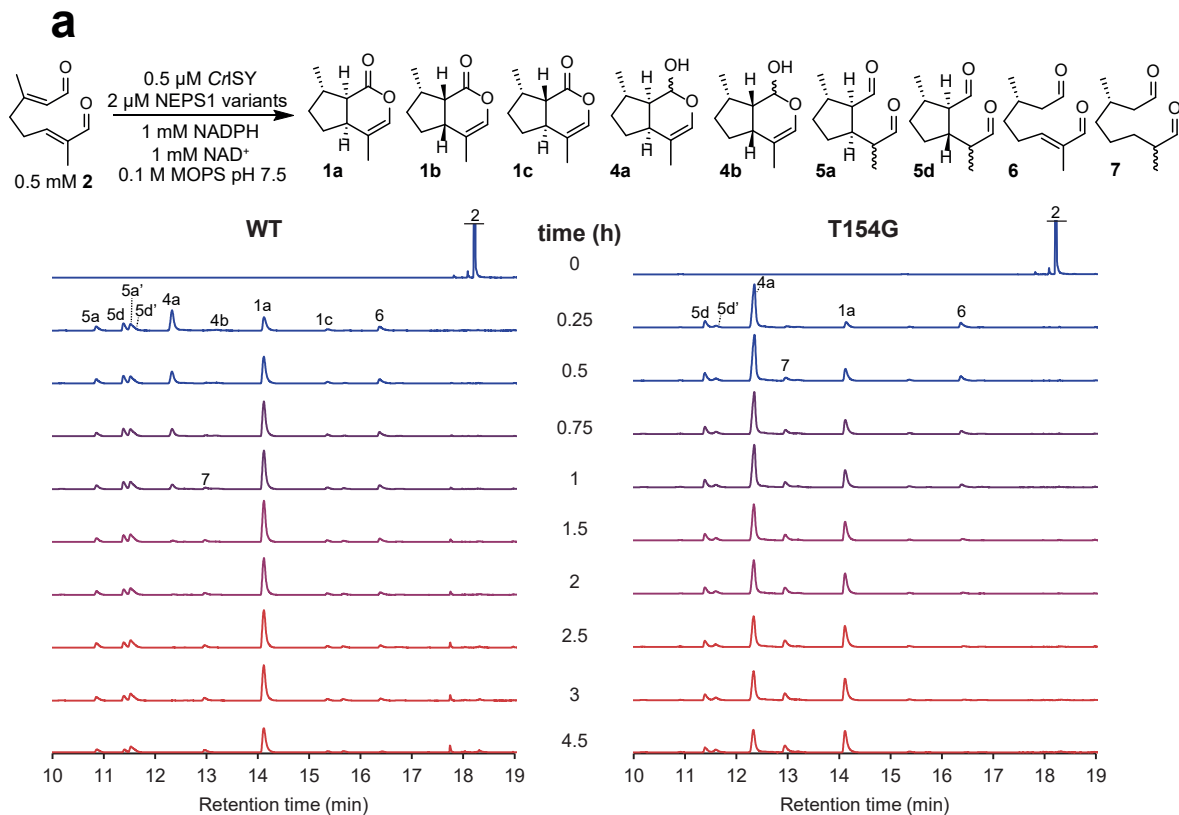 a
0.5 mM 2
0.5 µM CrISY
2 µM NEPS1 variants
1 mM NADPH
1 mM NAD+
0.1 M MOPS pH 7.5
O
O
H
H
O
O
1a
H
H
O
O
1b
H
H
O
O
1c
H
H
OH
O
4a
H
H
OH
O
4b
H
H
O
O
5a
H
H
O
O
5d
O
O
6
O
O
7
WT
time (h)
T154G
2
0
2
5a
5d
5a'
5d'
4a
4b
1a
1c
6
0.25
5d
5d'
4a
1a
6
0.5
7
0.75
7
1
1.5
2
2.5
3
4.5
10 11 12 13 14 15 16 17 18 19
10 11 12 13 14 15 16 17 18 19
Retention time (min)
Retention time (min)